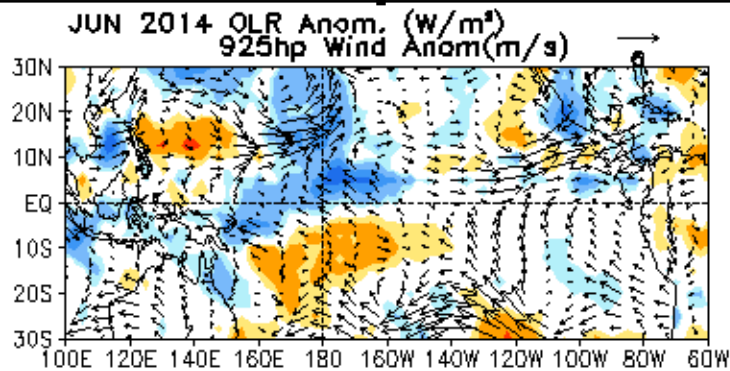 JUN 2014 OLR Anom. (W/m²)
925hp Wind Anom(m/s)
6
30N
20N
10N
EQ
10S
20S
30S
100E 120E 140E 160E 180 160W 140W 120W 100W 80W 60W